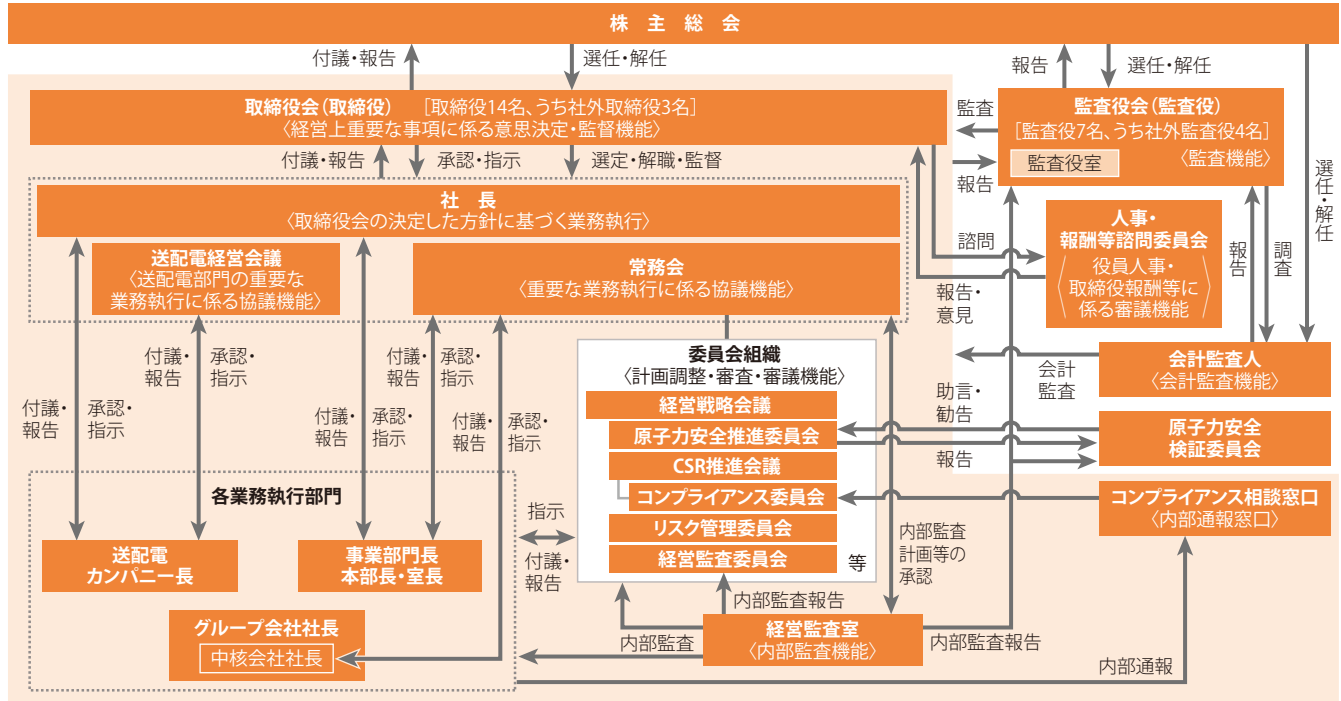 株 主 総 会
付議・報告
選任・解任
報告
選任・解任
取締役会（取締役） ［取締役14名、うち社外取締役3名］
〈経営上重要な事項に係る意思決定・監督機能〉
監査
報告
監査役会（監査役）
［監査役7名、うち社外監査役4名］
〈監査機能〉
監査役室
選任・解任
付議・報告
承認・指示
選定・解職・監督
社 長
〈取締役会の決定した方針に基づく業務執行〉
送配電経営会議
〈送配電部門の重要な
業務執行に係る協議機能〉
常務会
〈重要な業務執行に係る協議機能〉
諮問
報告・
意見
人事・
報酬等諮問委員会
役員人事・
取締役報酬等に
係る審議機能
報告
調査
会計監査人
〈会計監査機能〉
会計
監査
付議・
報告
承認・
指示
付議・
報告
承認・
指示
付議・
報告
承認・
指示
付議・
報告
承認・
指示
付議・
報告
承認・
指示
委員会組織
〈計画調整・審査・審議機能〉
経営戦略会議
原子力安全推進委員会
CSR推進会議
コンプライアンス委員会
リスク管理委員会
経営監査委員会
等
助言・
勧告
報告
原子力安全
検証委員会
コンプライアンス相談窓口
〈内部通報窓口〉
各業務執行部門
送配電
カンパニー長
事業部門長
本部長・室長
グループ会社社長
中核会社社長
指示
付議・
報告
内部監査
計画等の
承認
内部監査報告
内部監査
経営監査室
〈内部監査機能〉
内部監査報告
内部通報